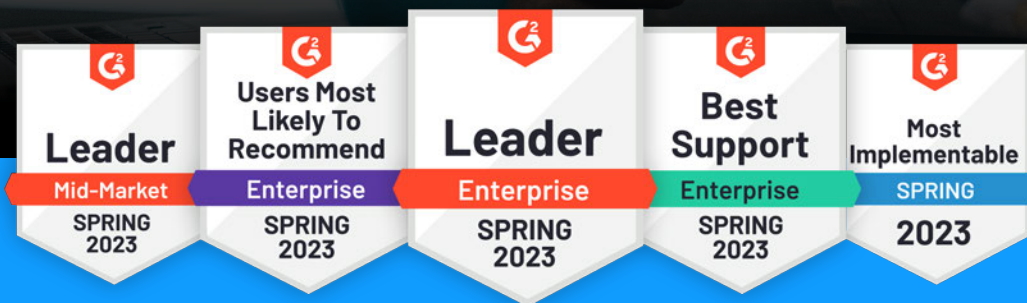 G2
Leader
Mid-Market
SPRING
2023
G2
Users Most
Likely To
Recommend
Enterprise
SPRING
2023
G2
Leader
Enterprise
SPRING
2023
G2
Best
Support
Enterprise
SPRING
2023
G2
Most
Implementable
SPRING
2023